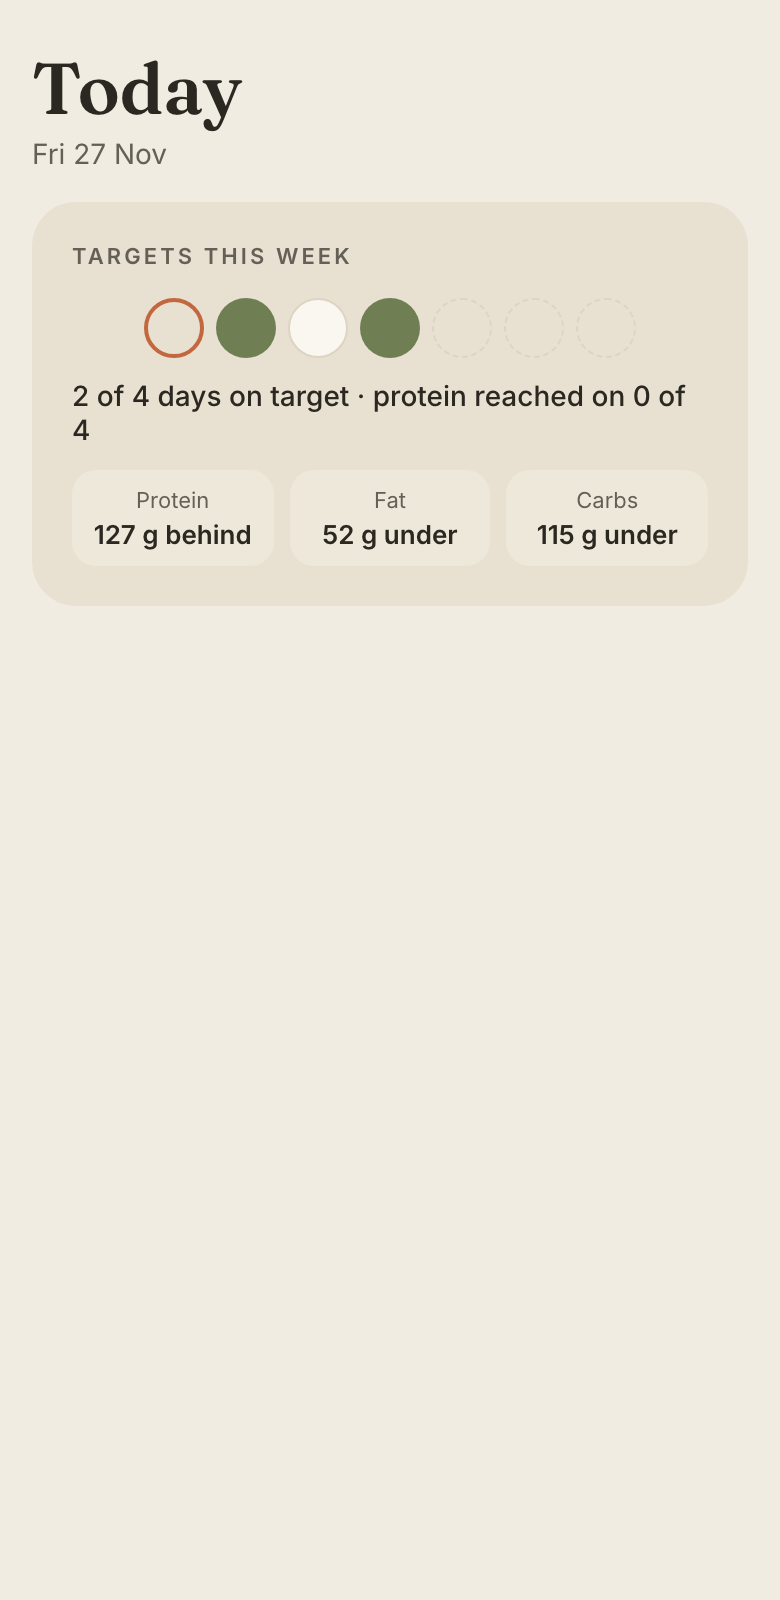 Today
Fri 27 Nov
TARGETS THIS WEEK
2 of 4 days on target · protein reached on 0 of
4
Protein
127 g behind
Fat
52 g under
Carbs
115 g under